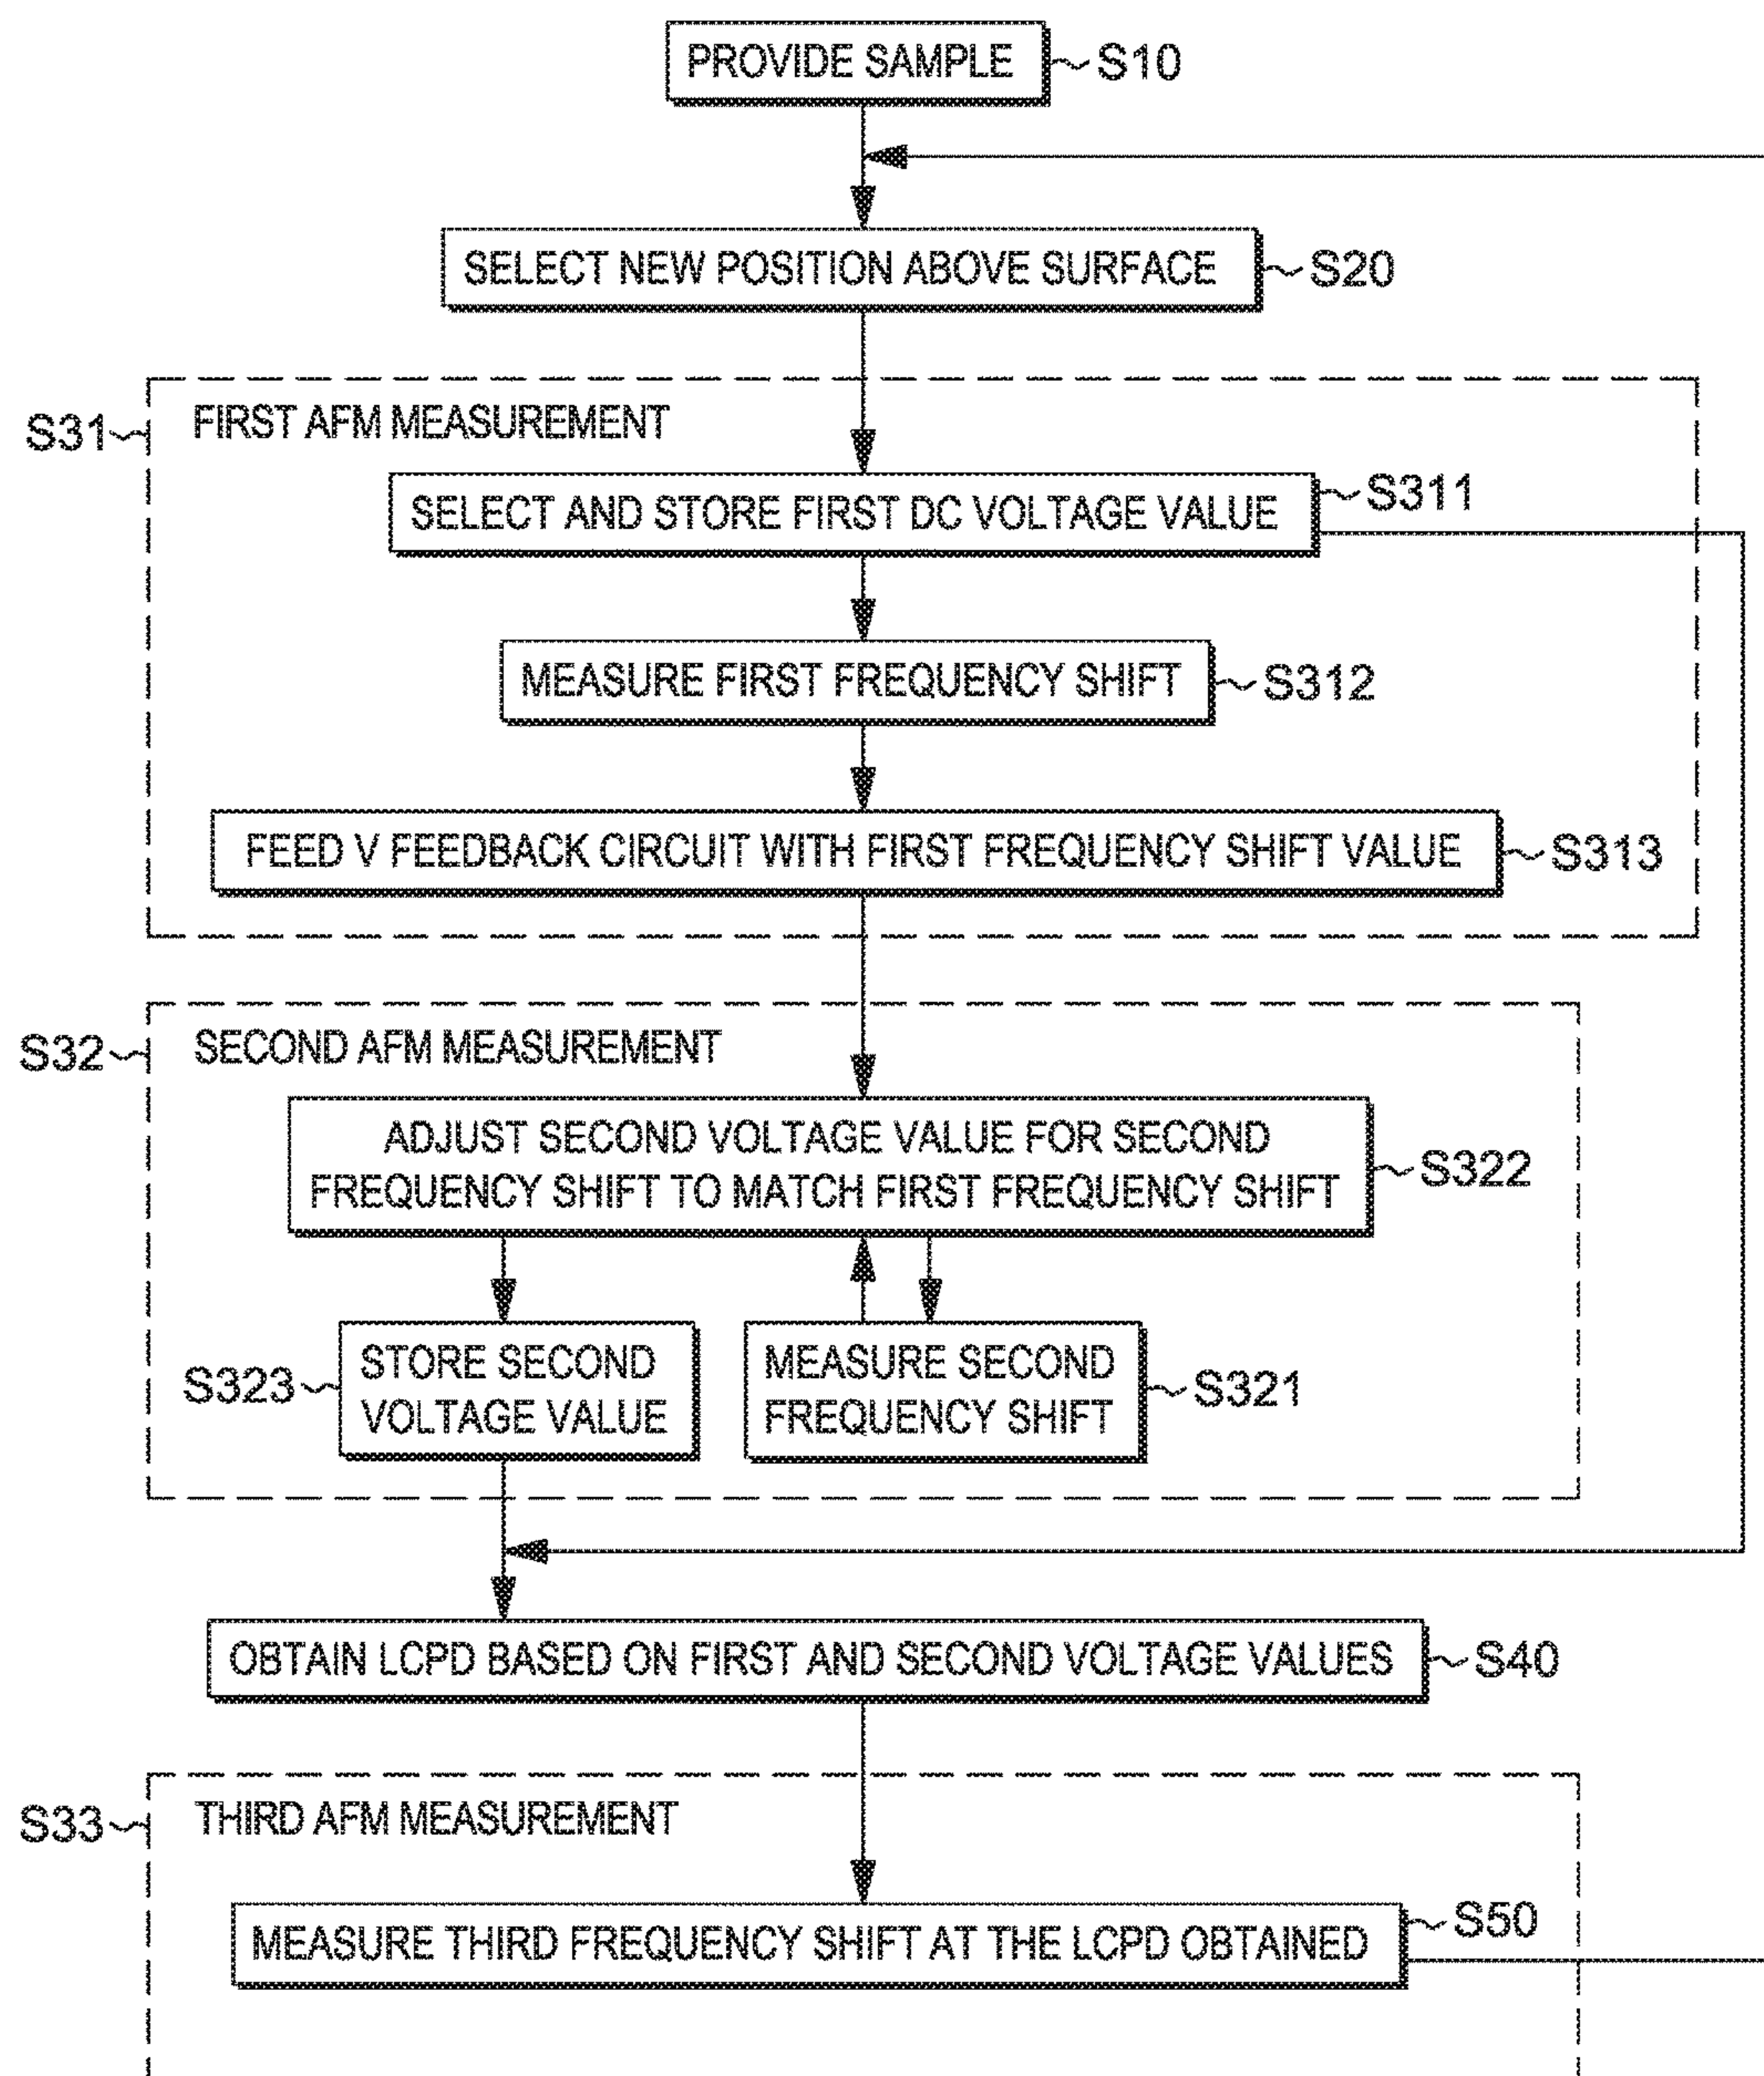 PROVIDE SAMPLE
S10
SELECT NEW POSITION ABOVE SURFACE
S20
S31
FIRST AFM MEASUREMENT
SELECT AND STORE FIRST DC VOLTAGE VALUE
S311
MEASURE FIRST FREQUENCY SHIFT
S312
FEED V FEEDBACK CIRCUIT WITH FIRST FREQUENCY SHIFT VALUE
S313
S32
SECOND AFM MEASUREMENT
ADJUST SECOND VOLTAGE VALUE FOR SECOND
FREQUENCY SHIFT TO MATCH FIRST FREQUENCY SHIFT
S322
S323
STORE SECOND
VOLTAGE VALUE
MEASURE SECOND
FREQUENCY SHIFT
S321
OBTAIN LCPD BASED ON FIRST AND SECOND VOLTAGE VALUES
S40
S33
THIRD AFM MEASUREMENT
MEASURE THIRD FREQUENCY SHIFT AT THE LCPD OBTAINED
S50